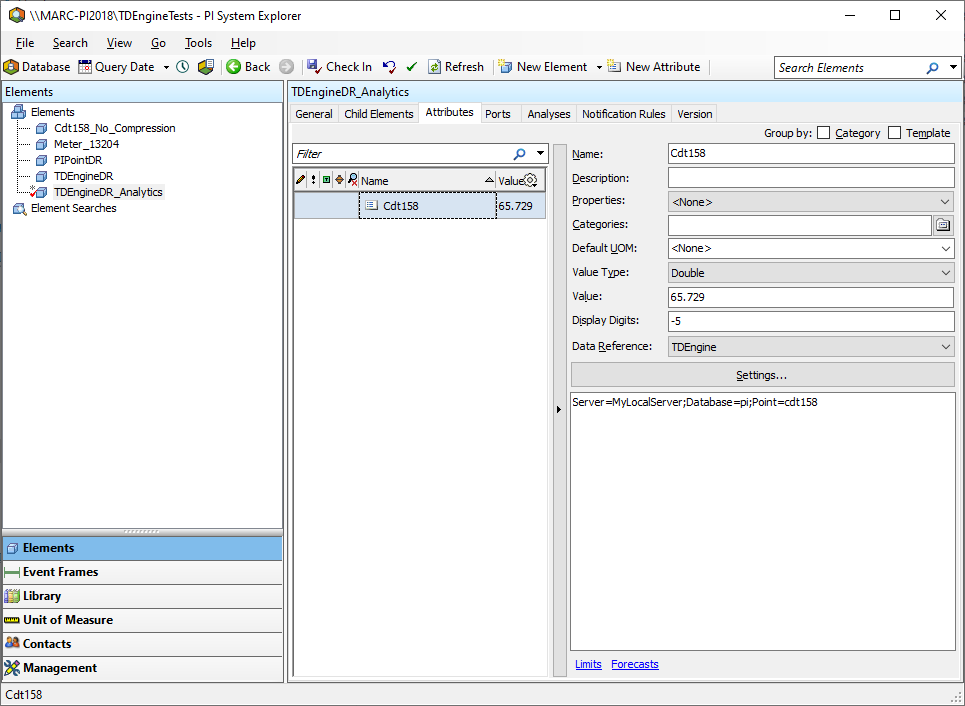 \\MARC-PI2018\TDEngineTests - PI System Explorer
File Search View Go Tools Help
Database Query Date Back Check In Refresh New Element New Attribute Search Elements
Elements
Elements
Cdt158_No_Compression
Meter_13204
PIPointDR
TDEngineDR
TDEngineDR_Analytics
Element Searches
Elements
Event Frames
Library
Unit of Measure
Contacts
Management
TDEngineDR_Analytics
General Child Elements Attributes Ports Analyses Notification Rules Version
Group by: Category Template
Filter
Name Value
Cdt158 65.729
Name: Cdt158
Description:
Properties: <None>
Categories:
Default UOM: <None>
Value Type: Double
Value: 65.729
Display Digits: -5
Data Reference: TDEngine
Settings...
Server=MyLocalServer;Database=pi;Point=cdt158
Limits Forecasts
Cdt158